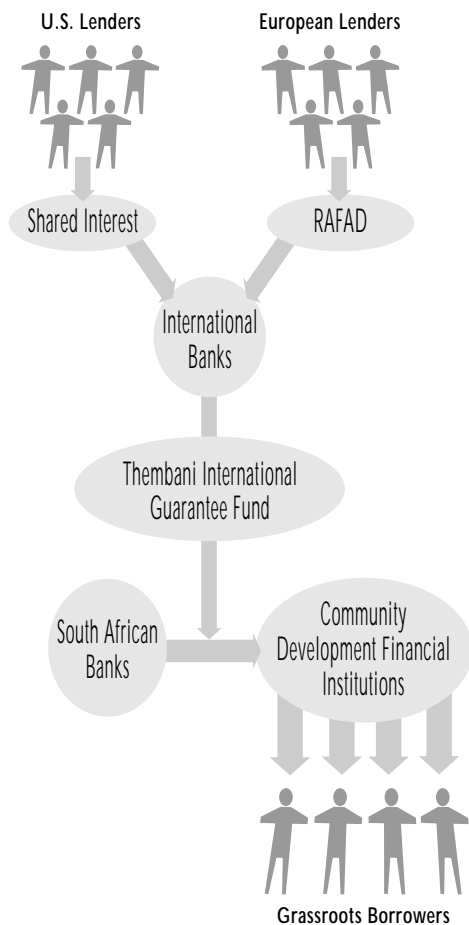 U.S. Lenders
European Lenders
Shared Interest
RAFAD
International
Banks
Thembani International
Guarantee Fund
South African
Banks
Community
Development Financial
Institutions
Grassroots Borrowers